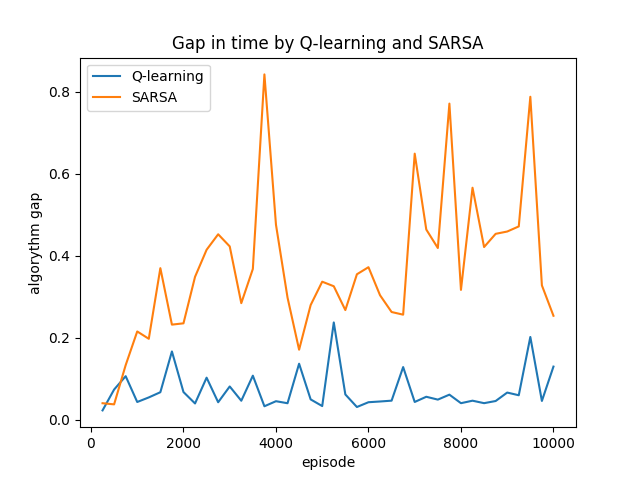 Gap in time by Q-learning and SARSA
Q-learning
SARSA
algorythm gap
0.8
0.6
0.4
0.2
0.0
0
2000
4000
6000
8000
10000
episode